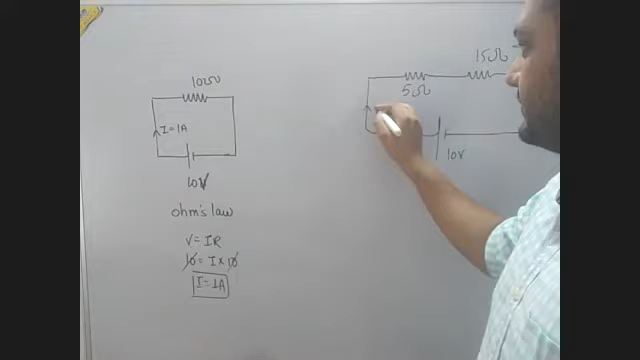 10Ω
I=1A
10V
ohm's law
V=IR
10=I×10
I=1A
5Ω
15Ω
10V